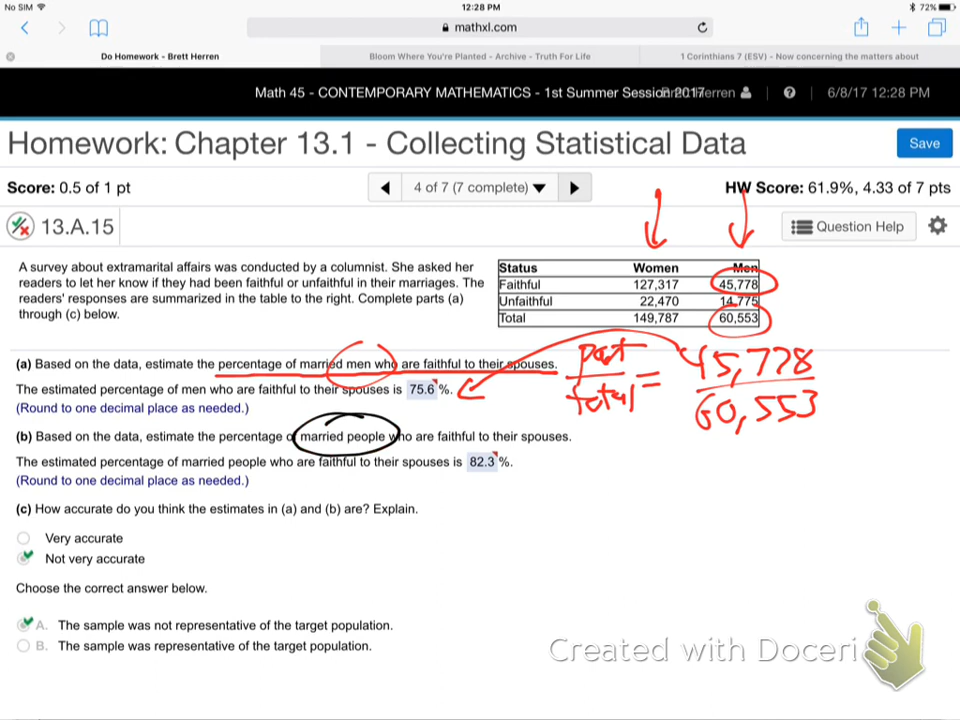 No SIM 12:28 PM 72%
mathxl.com
Do Homework - Brett Herren Bloom Where You're Planted - Archive - Truth For Life 1 Corinthians 7 (ESV) - Now concerning the matters about
Math 45 - CONTEMPORARY MATHEMATICS - 1st Summer Session 2017 Herren 6/8/17 12:28 PM
Homework: Chapter 13.1 - Collecting Statistical Data Save
Score: 0.5 of 1 pt 4 of 7 (7 complete) HW Score: 61.9%, 4.33 of 7 pts
13.A.15 Question Help
A survey about extramarital affairs was conducted by a columnist. She asked her
readers to let her know if they had been faithful or unfaithful in their marriages. The
readers' responses are summarized in the table to the right. Complete parts (a)
through (c) below.
Status Women Men
Faithful 127,317 45,778
Unfaithful 22,470 14,775
Total 149,787 60,553
(a) Based on the data, estimate the percentage of married men who are faithful to their spouses.
The estimated percentage of men who are faithful to their spouses is 75.6 %.
(Round to one decimal place as needed.)
part 45,778
total = 60,553
(b) Based on the data, estimate the percentage of married people who are faithful to their spouses.
The estimated percentage of married people who are faithful to their spouses is 82.3 %.
(Round to one decimal place as needed.)
(c) How accurate do you think the estimates in (a) and (b) are? Explain.
Very accurate
Not very accurate
Choose the correct answer below.
A. The sample was not representative of the target population.
B. The sample was representative of the target population.
Created with Doceri